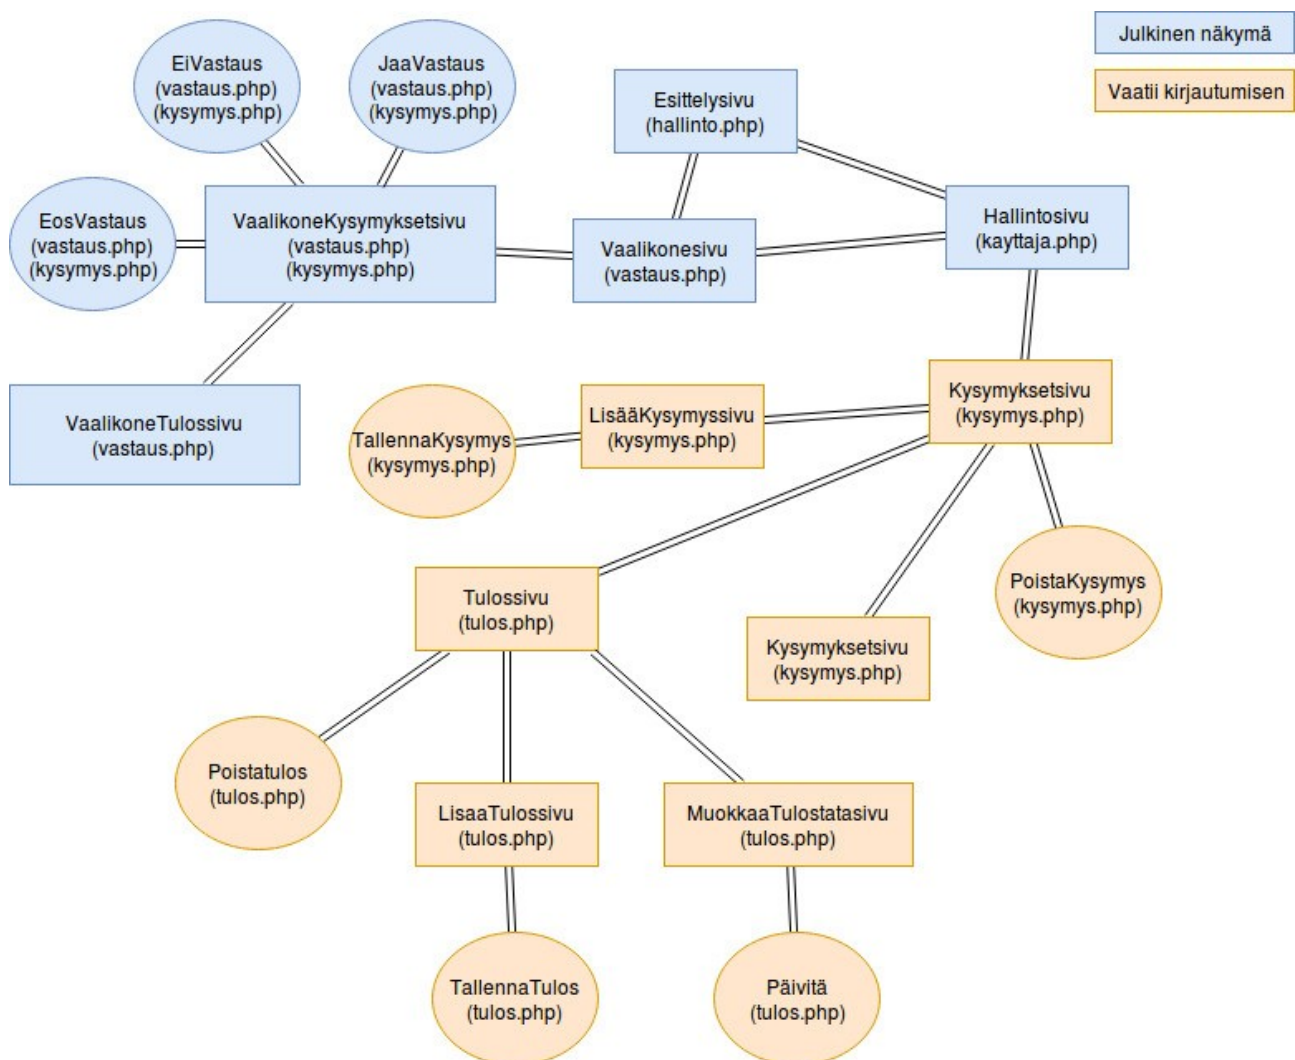 Julkinen näkymä
Vaatii kirjautumisen
EiVastaus
(vastaus.php)
(kysymys.php)
JaaVastaus
(vastaus.php)
(kysymys.php)
Esittelysivu
(hallinto.php)
EosVastaus
(vastaus.php)
(kysymys.php)
VaalikoneKysymyksetsivu
(vastaus.php)
(kysymys.php)
Vaalikonesivu
(vastaus.php)
Hallintosivu
(kayttaja.php)
VaalikoneTulossivu
(vastaus.php)
TallennaKysymys
(kysymys.php)
LisääKysymyssivu
(kysymys.php)
Kysymyksetsivu
(kysymys.php)
Tulossivu
(tulos.php)
Kysymyksetsivu
(kysymys.php)
PoistaKysymys
(kysymys.php)
Poistatulos
(tulos.php)
LisaaTulossivu
(tulos.php)
MuokkaaTulostatasivu
(tulos.php)
TallennaTulos
(tulos.php)
Päivitä
(tulos.php)